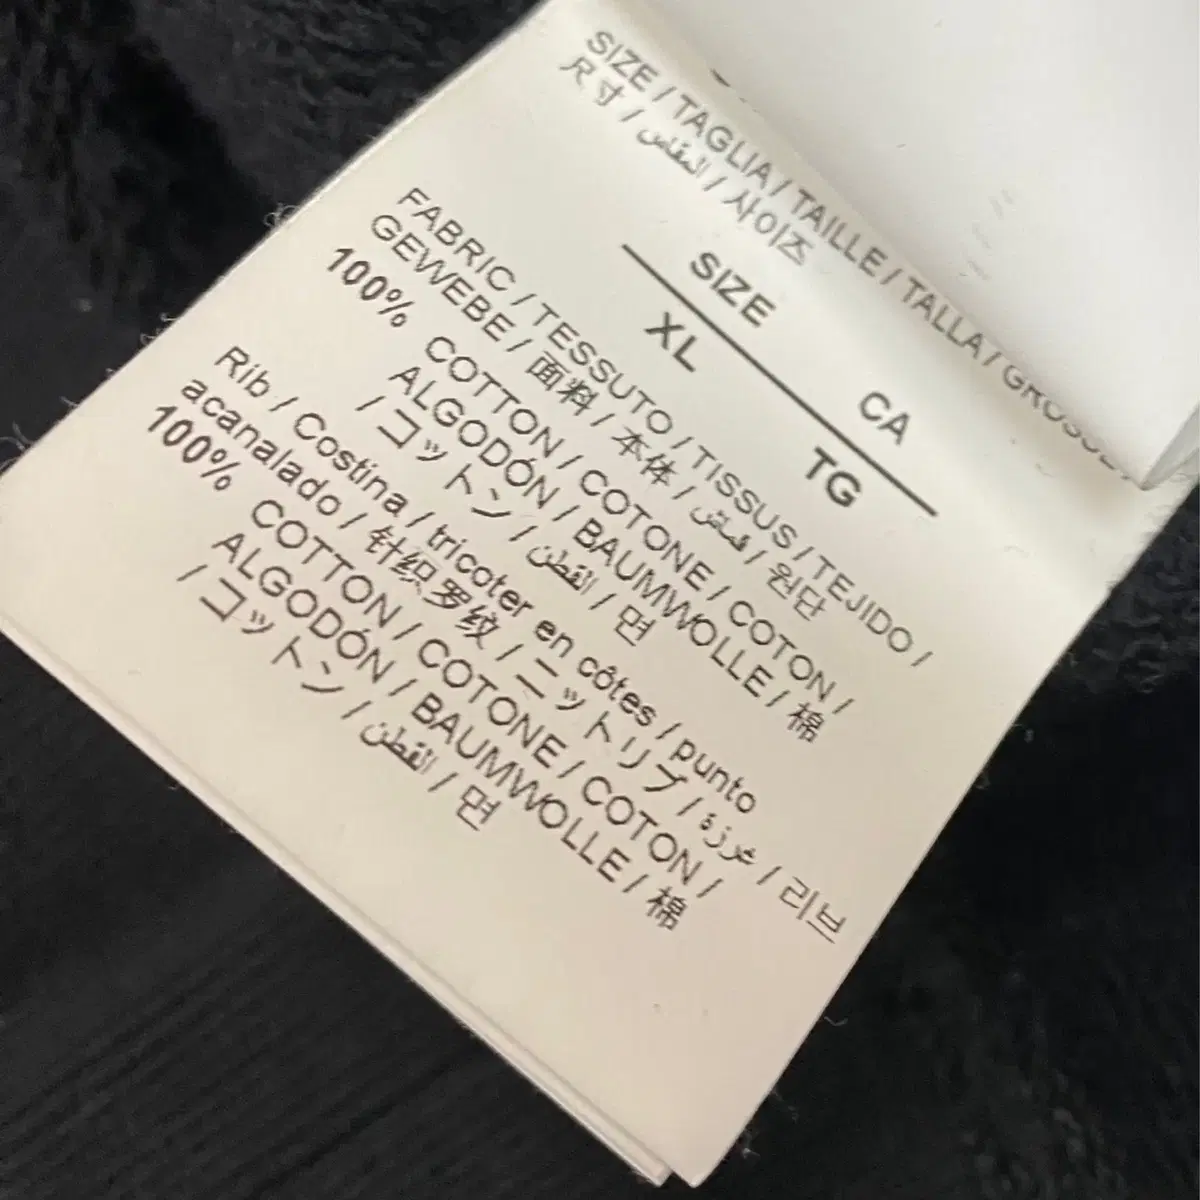 SIZE / TAGLIA / TAILLE / TALLA / GROSSE /
尺寸 / المقاس / 사이즈
SIZE CA
XL TG
FABRIC / TESSUTO / TISSUS / TEJIDO /
GEWEBE / 面料 / 本体 / قماش / 원단
100% COTTON / COTONE / COTON /
ALGODÓN / BAUMWOLLE / 棉
/ コットン / القطن / 면
Rib / Costina / tricoter en côtes / punto
acanalado / 针织罗纹 / ニットリブ / غرزة / 리브
100% COTTON / COTONE / COTON /
ALGODÓN / BAUMWOLLE / 棉
/ コットン / القطن / 면